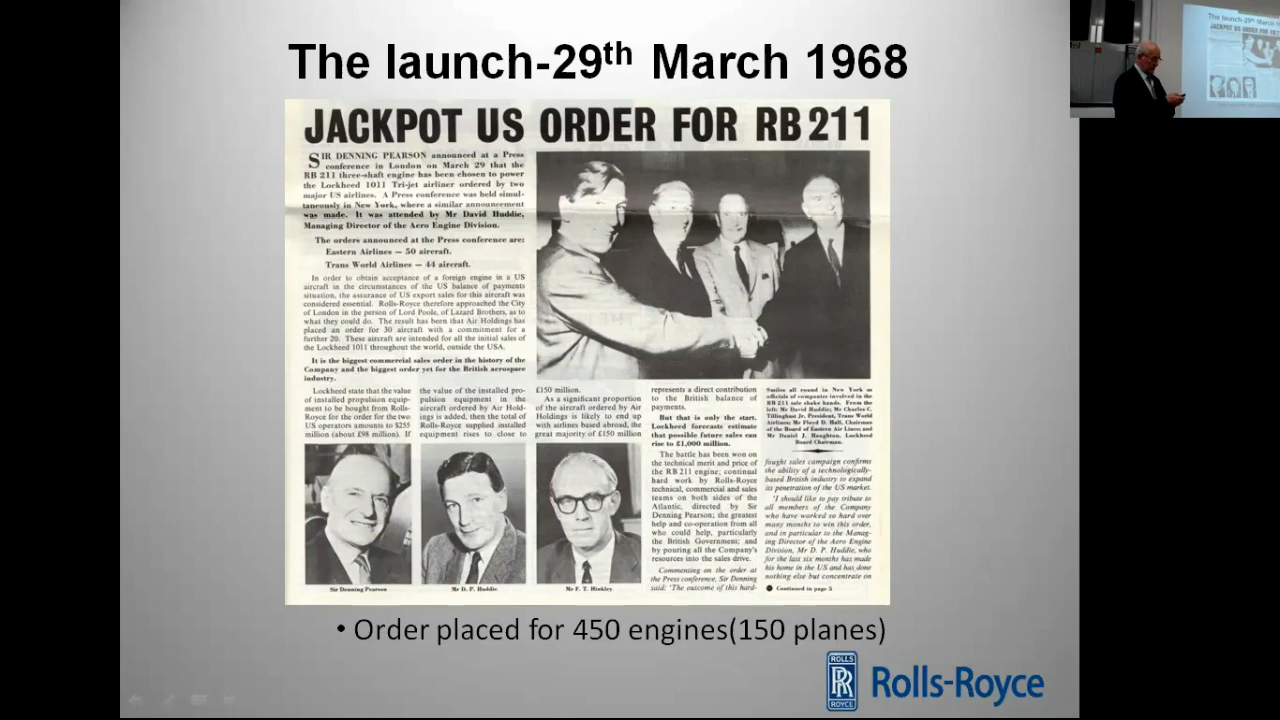 The launch-29th March 1968
JACKPOT US ORDER FOR RB 211
SIR DENNING PEARSON announced at a Press
conference in London on March 29 that the
RB 211 three-shaft engine has been chosen to power
the Lockheed 1011 Tri-jet airliner ordered by two
major US airlines. A Press conference was held simul-
taneously in New York, where a similar announcement
was made. It was attended by Mr David Huddie,
Managing Director of the Aero Engine Division.
The orders announced at the Press conference are:
Eastern Airlines — 50 aircraft.
Trans World Airlines — 44 aircraft.
In order to obtain acceptance of a foreign engine in a US
aircraft in the circumstances of the US balance of payments
situation, the assurance of US export sales for this aircraft was
considered essential. Rolls-Royce therefore approached the City
of London in the person of Lord Poole, of Lazard Brothers, as to
what they could do. The result has been that Air Holdings has
placed an order for 30 aircraft with a commitment for a
further 20. These aircraft are intended for all the initial sales of
the Lockheed 1011 throughout the world, outside the USA.
It is the biggest commercial sales order in the history of the
Company and the biggest order yet for the British aerospace
industry.
Lockheed state that the value
of installed propulsion equip-
ment to be bought from Rolls-
Royce for the order for the two
US operators amounts to $255
million (about £98 million). If
the value of the installed pro-
pulsion equipment in the
aircraft ordered by Air Hold-
ings is added, then the total of
Rolls-Royce supplied installed
equipment rises to close to
£150 million.
As a significant proportion
of the aircraft ordered by Air
Holdings is likely to end up
with airlines based abroad, the
great majority of £150 million
represents a direct contribution
to the British balance of
payments.
But that is only the start.
Lockheed forecasts estimate
that possible future sales can
rise to £1,000 million.
The battle has been won on
the technical merit and price of
the RB 211 engine; continual
hard work by Rolls-Royce
technical, commercial and sales
teams on both sides of the
Atlantic, directed by Sir
Denning Pearson; the greatest
help and co-operation from all
who could help, particularly
the British Government; and
by pouring all the Company's
resources into the sales drive.
Commenting on the order at
the Press conference, Sir Denning
said: 'The outcome of this hard-
Smiles all round in New York as
officials of companies involved in the
RB 211 sale shake hands. From the
left: Mr David Huddie; Mr Charles C.
Tillinghast Jr. President, Trans World
Airlines; Mr Floyd D. Hall, Chairman
of the Board of Eastern Air Lines; and
Mr Daniel J. Haughton, Lockheed
Board Chairman.
fought sales campaign confirms
the ability of a technologically-
based British industry to expand
its penetration of the US market.
'I should like to pay tribute to
all members of the Company
who have worked so hard over
many months to win this order,
and in particular to the Manag-
ing Director of the Aero Engine
Division, Mr D. P. Huddie, who
for the last six months has made
his home in the US and has done
nothing else but concentrate on
● Continued in page 5
Sir Denning Pearson
Mr D. P. Huddie
Mr F. T. Hinkley
• Order placed for 450 engines(150 planes)
ROLLS
RR
ROYCE
Rolls-Royce